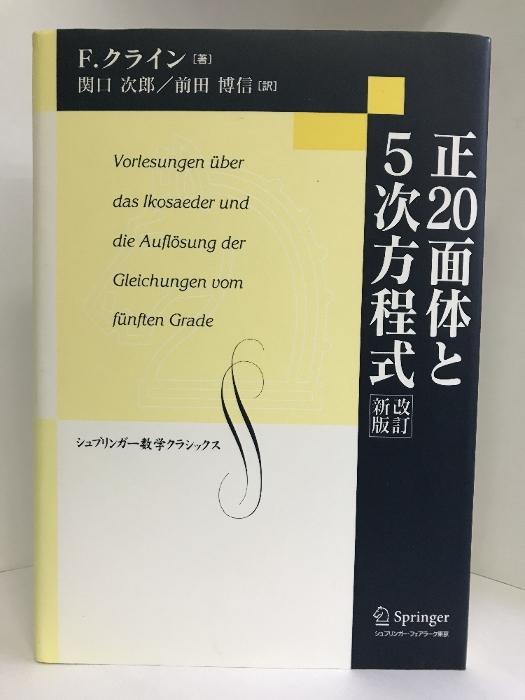 F.クライン[著]
関口 次郎／前田 博信[訳]
正20面体と
5次方程式
改訂
新版
Vorlesungen über
das Ikosaeder und
die Auflösung der
Gleichungen vom
fünften Grade
シュプリンガー数学クラシックス
Springer
シュプリンガー・フェアラーク東京